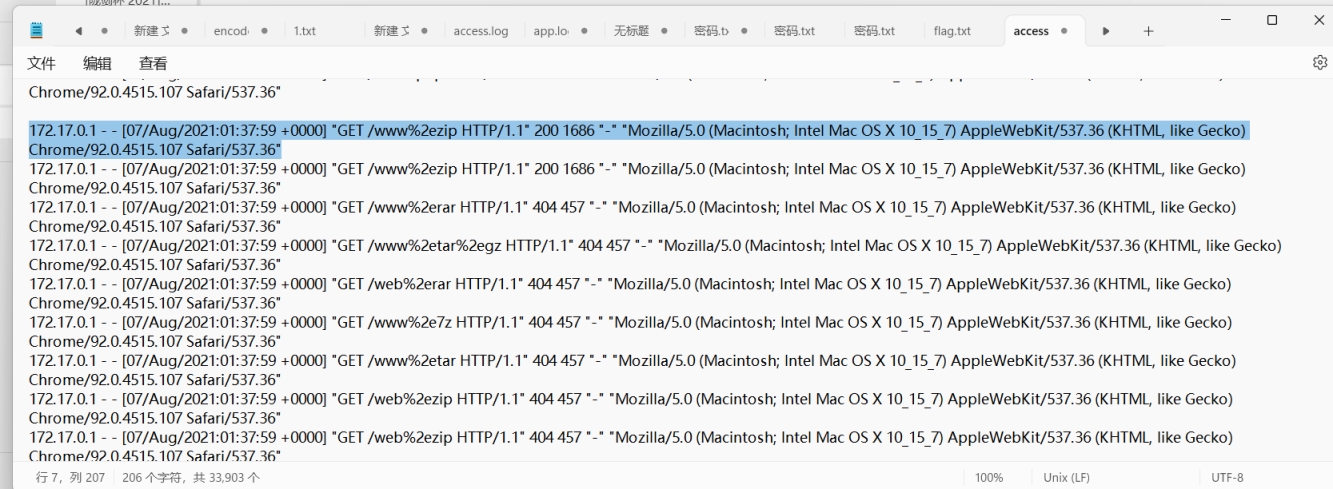 [陇剑杯 2021]...
新建 文
encod
1.txt
新建 文
access.log
app.lo
无标题
密码.tx
密码.txt
密码.txt
flag.txt
access
文件 编辑 查看
Chrome/92.0.4515.107 Safari/537.36"
172.17.0.1 - - [07/Aug/2021:01:37:59 +0000] "GET /www%2ezip HTTP/1.1" 200 1686 "-" "Mozilla/5.0 (Macintosh; Intel Mac OS X 10_15_7) AppleWebKit/537.36 (KHTML, like Gecko)
Chrome/92.0.4515.107 Safari/537.36"
172.17.0.1 - - [07/Aug/2021:01:37:59 +0000] "GET /www%2ezip HTTP/1.1" 200 1686 "-" "Mozilla/5.0 (Macintosh; Intel Mac OS X 10_15_7) AppleWebKit/537.36 (KHTML, like Gecko)
Chrome/92.0.4515.107 Safari/537.36"
172.17.0.1 - - [07/Aug/2021:01:37:59 +0000] "GET /www%2erar HTTP/1.1" 404 457 "-" "Mozilla/5.0 (Macintosh; Intel Mac OS X 10_15_7) AppleWebKit/537.36 (KHTML, like Gecko)
Chrome/92.0.4515.107 Safari/537.36"
172.17.0.1 - - [07/Aug/2021:01:37:59 +0000] "GET /www%2etar%2egz HTTP/1.1" 404 457 "-" "Mozilla/5.0 (Macintosh; Intel Mac OS X 10_15_7) AppleWebKit/537.36 (KHTML, like Gecko)
Chrome/92.0.4515.107 Safari/537.36"
172.17.0.1 - - [07/Aug/2021:01:37:59 +0000] "GET /web%2erar HTTP/1.1" 404 457 "-" "Mozilla/5.0 (Macintosh; Intel Mac OS X 10_15_7) AppleWebKit/537.36 (KHTML, like Gecko)
Chrome/92.0.4515.107 Safari/537.36"
172.17.0.1 - - [07/Aug/2021:01:37:59 +0000] "GET /www%2e7z HTTP/1.1" 404 457 "-" "Mozilla/5.0 (Macintosh; Intel Mac OS X 10_15_7) AppleWebKit/537.36 (KHTML, like Gecko)
Chrome/92.0.4515.107 Safari/537.36"
172.17.0.1 - - [07/Aug/2021:01:37:59 +0000] "GET /www%2etar HTTP/1.1" 404 457 "-" "Mozilla/5.0 (Macintosh; Intel Mac OS X 10_15_7) AppleWebKit/537.36 (KHTML, like Gecko)
Chrome/92.0.4515.107 Safari/537.36"
172.17.0.1 - - [07/Aug/2021:01:37:59 +0000] "GET /web%2ezip HTTP/1.1" 404 457 "-" "Mozilla/5.0 (Macintosh; Intel Mac OS X 10_15_7) AppleWebKit/537.36 (KHTML, like Gecko)
Chrome/92.0.4515.107 Safari/537.36"
172.17.0.1 - - [07/Aug/2021:01:37:59 +0000] "GET /web%2ezip HTTP/1.1" 404 457 "-" "Mozilla/5.0 (Macintosh; Intel Mac OS X 10_15_7) AppleWebKit/537.36 (KHTML, like Gecko)
Chrome/92.0.4515.107 Safari/537.36"
行 7，列 207 206 个字符，共 33,903 个 100% Unix (LF) UTF-8